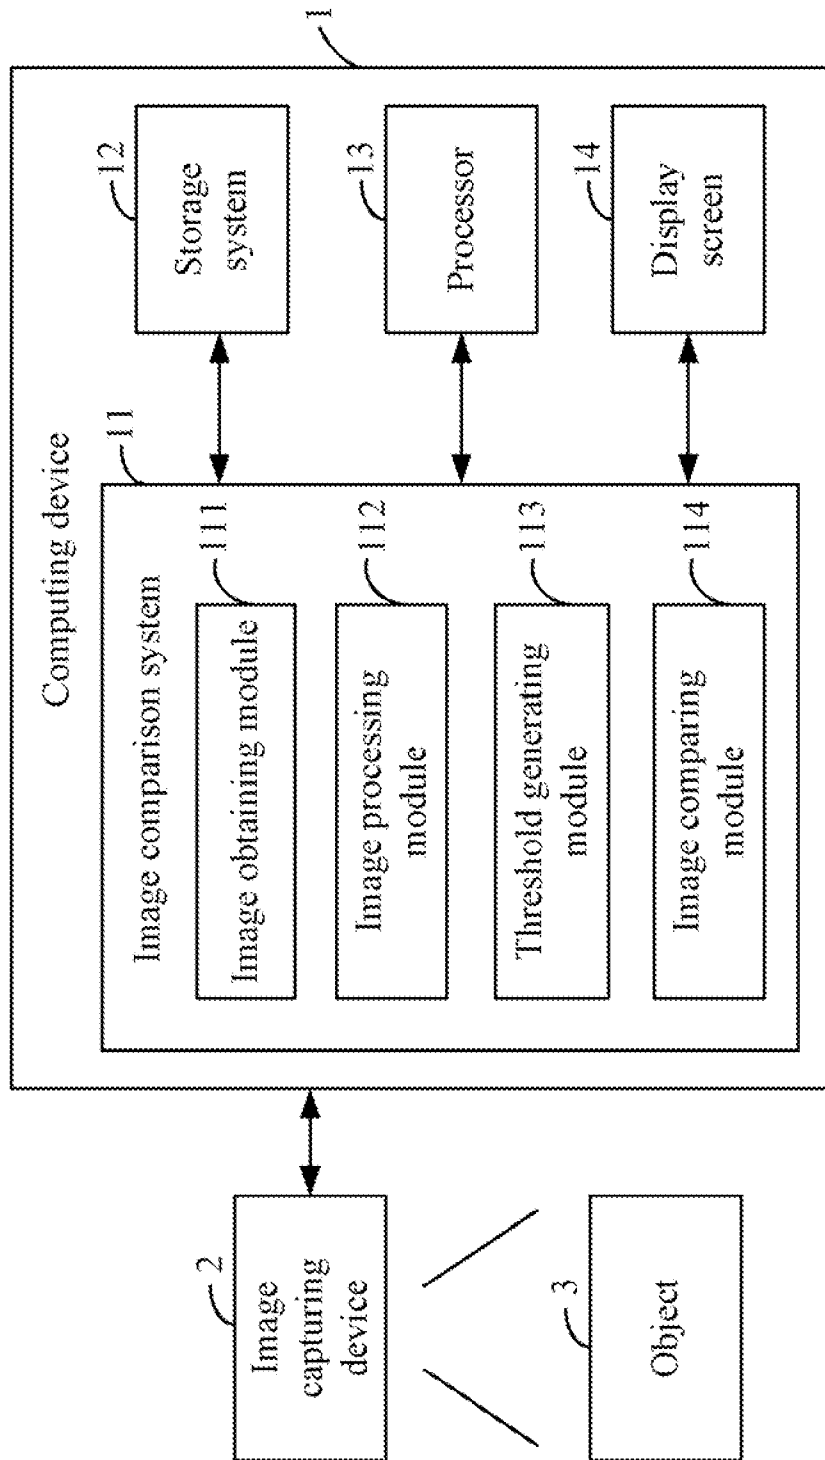 1
Computing device
2
Image
capturing
device
3
Object
11
Image comparison system
111
Image obtaining module
112
Image processing
module
113
Threshold generating
module
114
Image comparing
module
12
Storage
system
13
Processor
14
Display
screen